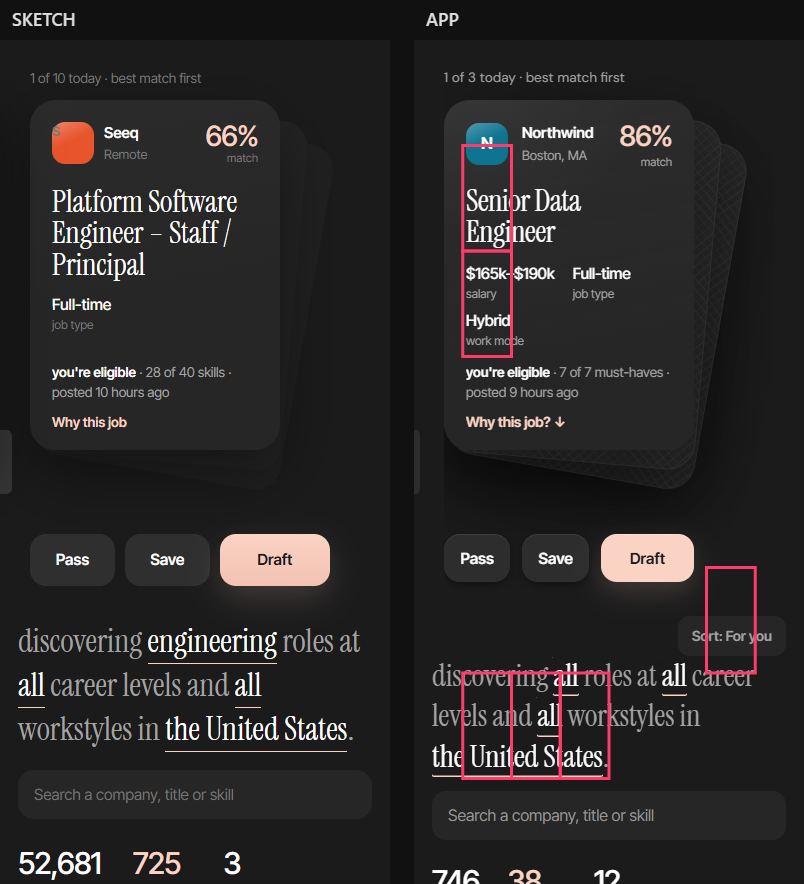 SKETCH
1 of 10 today · best match first
S
Seeq
Remote
66%
match
Platform Software
Engineer – Staff /
Principal
Full-time
job type
you're eligible · 28 of 40 skills ·
posted 10 hours ago
Why this job
Pass
Save
Draft
discovering engineering roles at
all career levels and all
workstyles in the United States.
Search a company, title or skill
52,681 725 3
APP
1 of 3 today · best match first
N
Northwind
Boston, MA
86%
match
Senior Data
Engineer
$165k–$190k Full-time
salary job type
Hybrid
work mode
you're eligible · 7 of 7 must-haves ·
posted 9 hours ago
Why this job? ↓
Pass
Save
Draft
Sort: For you
discovering all roles at all career
levels and all workstyles in
the United States.
Search a company, title or skill
746 38 12